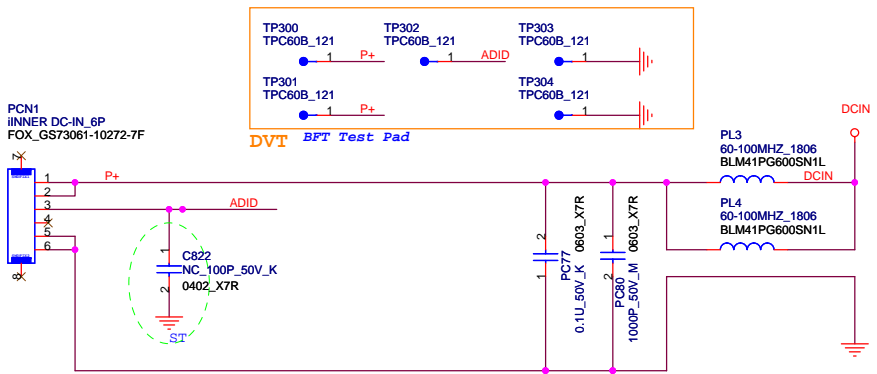 TP300
TPC60B_121
1
P+
TP302
TPC60B_121
1
ADID
TP303
TPC60B_121
1
TP301
TPC60B_121
1
P+
TP304
TPC60B_121
1
DVT
BFT Test Pad
PCN1
iINNER DC-IN_6P
FOX_GS73061-10272-7F
7
1
2
3
4
5
6
8
P+
ADID
1
2
C822
NC_100P_50V_K
0402_X7R
ST
2
1
PC77
0.1U_50V_K
0603_X7R
1
2
PC80
1000P_50V_M
0603_X7R
PL3
60-100MHZ_1806
BLM41PG600SN1L
DCIN
DCIN
PL4
60-100MHZ_1806
BLM41PG600SN1L